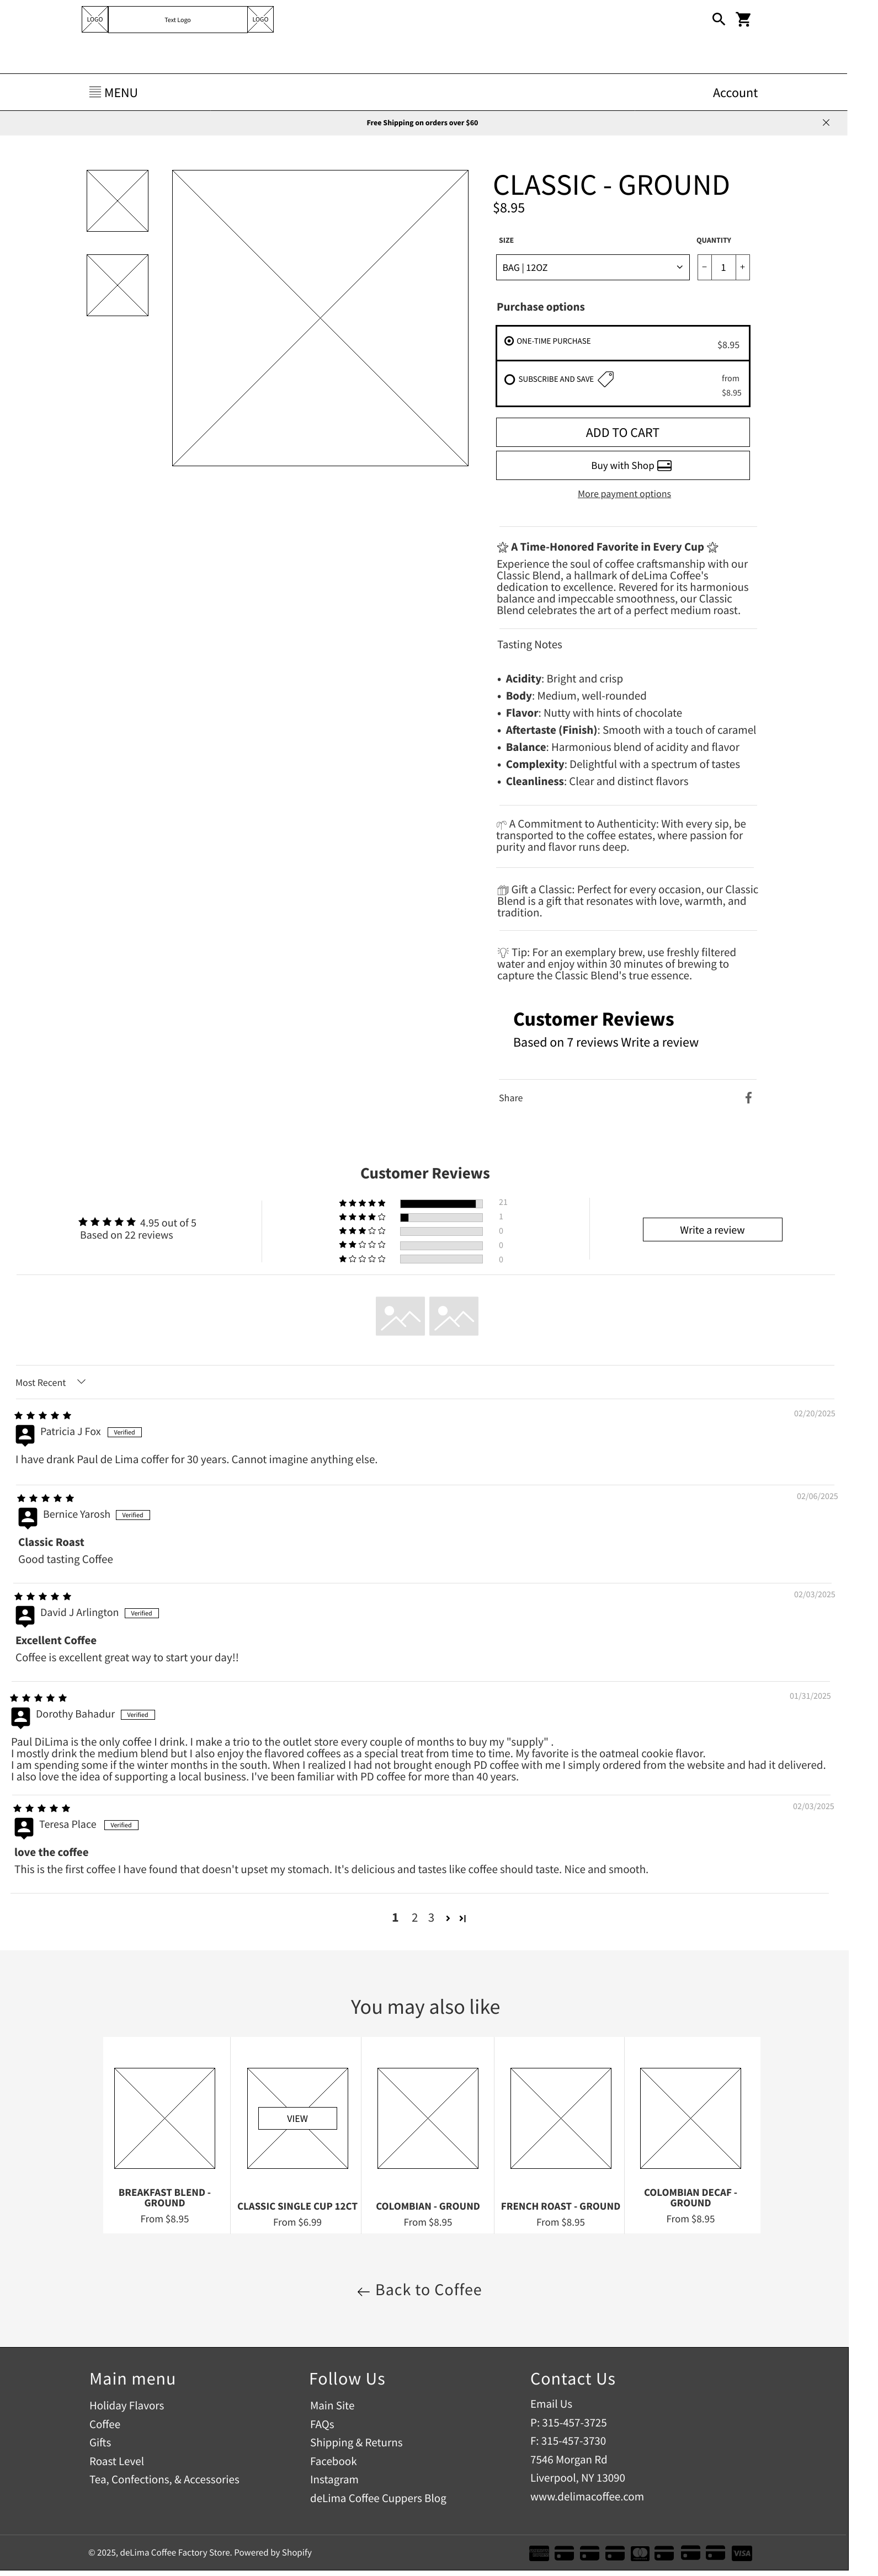 LOGO Text Logo LOGO
MENU Account
Free Shipping on orders over $60
CLASSIC - GROUND
$8.95
SIZE QUANTITY
BAG | 12OZ − 1 +
Purchase options
ONE-TIME PURCHASE $8.95
SUBSCRIBE AND SAVE from
$8.95
ADD TO CART
Buy with Shop
More payment options
A Time-Honored Favorite in Every Cup
Experience the soul of coffee craftsmanship with our
Classic Blend, a hallmark of deLima Coffee's
dedication to excellence. Revered for its harmonious
balance and impeccable smoothness, our Classic
Blend celebrates the art of a perfect medium roast.
Tasting Notes
• Acidity: Bright and crisp
• Body: Medium, well-rounded
• Flavor: Nutty with hints of chocolate
• Aftertaste (Finish): Smooth with a touch of caramel
• Balance: Harmonious blend of acidity and flavor
• Complexity: Delightful with a spectrum of tastes
• Cleanliness: Clear and distinct flavors
A Commitment to Authenticity: With every sip, be
transported to the coffee estates, where passion for
purity and flavor runs deep.
Gift a Classic: Perfect for every occasion, our Classic
Blend is a gift that resonates with love, warmth, and
tradition.
Tip: For an exemplary brew, use freshly filtered
water and enjoy within 30 minutes of brewing to
capture the Classic Blend's true essence.
Customer Reviews
Based on 7 reviews Write a review
Share
Customer Reviews
4.95 out of 5
Based on 22 reviews
21
1
0
0
0
Write a review
Most Recent
02/20/2025
Patricia J Fox Verified
I have drank Paul de Lima coffer for 30 years. Cannot imagine anything else.
02/06/2025
Bernice Yarosh Verified
Classic Roast
Good tasting Coffee
02/03/2025
David J Arlington Verified
Excellent Coffee
Coffee is excellent great way to start your day!!
01/31/2025
Dorothy Bahadur Verified
Paul DiLima is the only coffee I drink. I make a trio to the outlet store every couple of months to buy my "supply" .
I mostly drink the medium blend but I also enjoy the flavored coffees as a special treat from time to time. My favorite is the oatmeal cookie flavor.
I am spending some if the winter months in the south. When I realized I had not brought enough PD coffee with me I simply ordered from the website and had it delivered.
I also love the idea of supporting a local business. I've been familiar with PD coffee for more than 40 years.
02/03/2025
Teresa Place Verified
love the coffee
This is the first coffee I have found that doesn't upset my stomach. It's delicious and tastes like coffee should taste. Nice and smooth.
1 2 3
You may also like
VIEW
BREAKFAST BLEND -
GROUND
From $8.95
CLASSIC SINGLE CUP 12CT
From $6.99
COLOMBIAN - GROUND
From $8.95
FRENCH ROAST - GROUND
From $8.95
COLOMBIAN DECAF -
GROUND
From $8.95
← Back to Coffee
Main menu
Holiday Flavors
Coffee
Gifts
Roast Level
Tea, Confections, & Accessories
Follow Us
Main Site
FAQs
Shipping & Returns
Facebook
Instagram
deLima Coffee Cuppers Blog
Contact Us
Email Us
P: 315-457-3725
F: 315-457-3730
7546 Morgan Rd
Liverpool, NY 13090
www.delimacoffee.com
© 2025, deLima Coffee Factory Store. Powered by Shopify
VISA